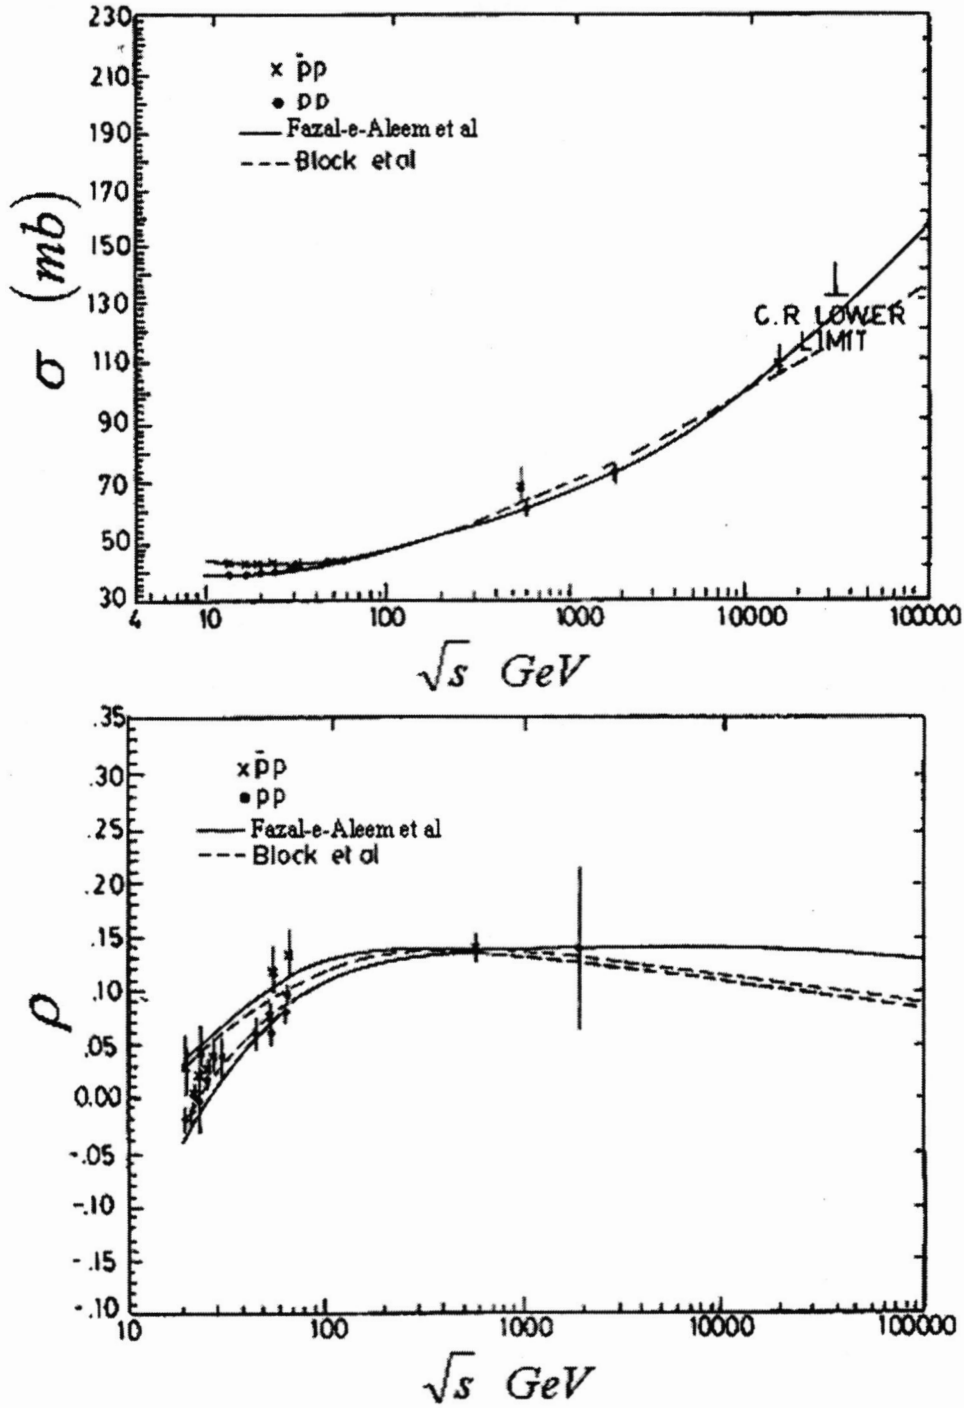 230
210
190
170
150
130
110
90
70
50
30
σ (mb)
× p̄p
• pp
Fazal-e-Aleem et al
Block et al
C.R LOWER
LIMIT
4 10 100 1000 10000 100000
√s GeV
.35
.30
.25
.20
.15
.10
.05
0.00
-.05
-.10
-.15
-.10
ρ
× p̄p
• pp
Fazal-e-Aleem et al
Block et al
10 100 1000 10000 100000
√s GeV